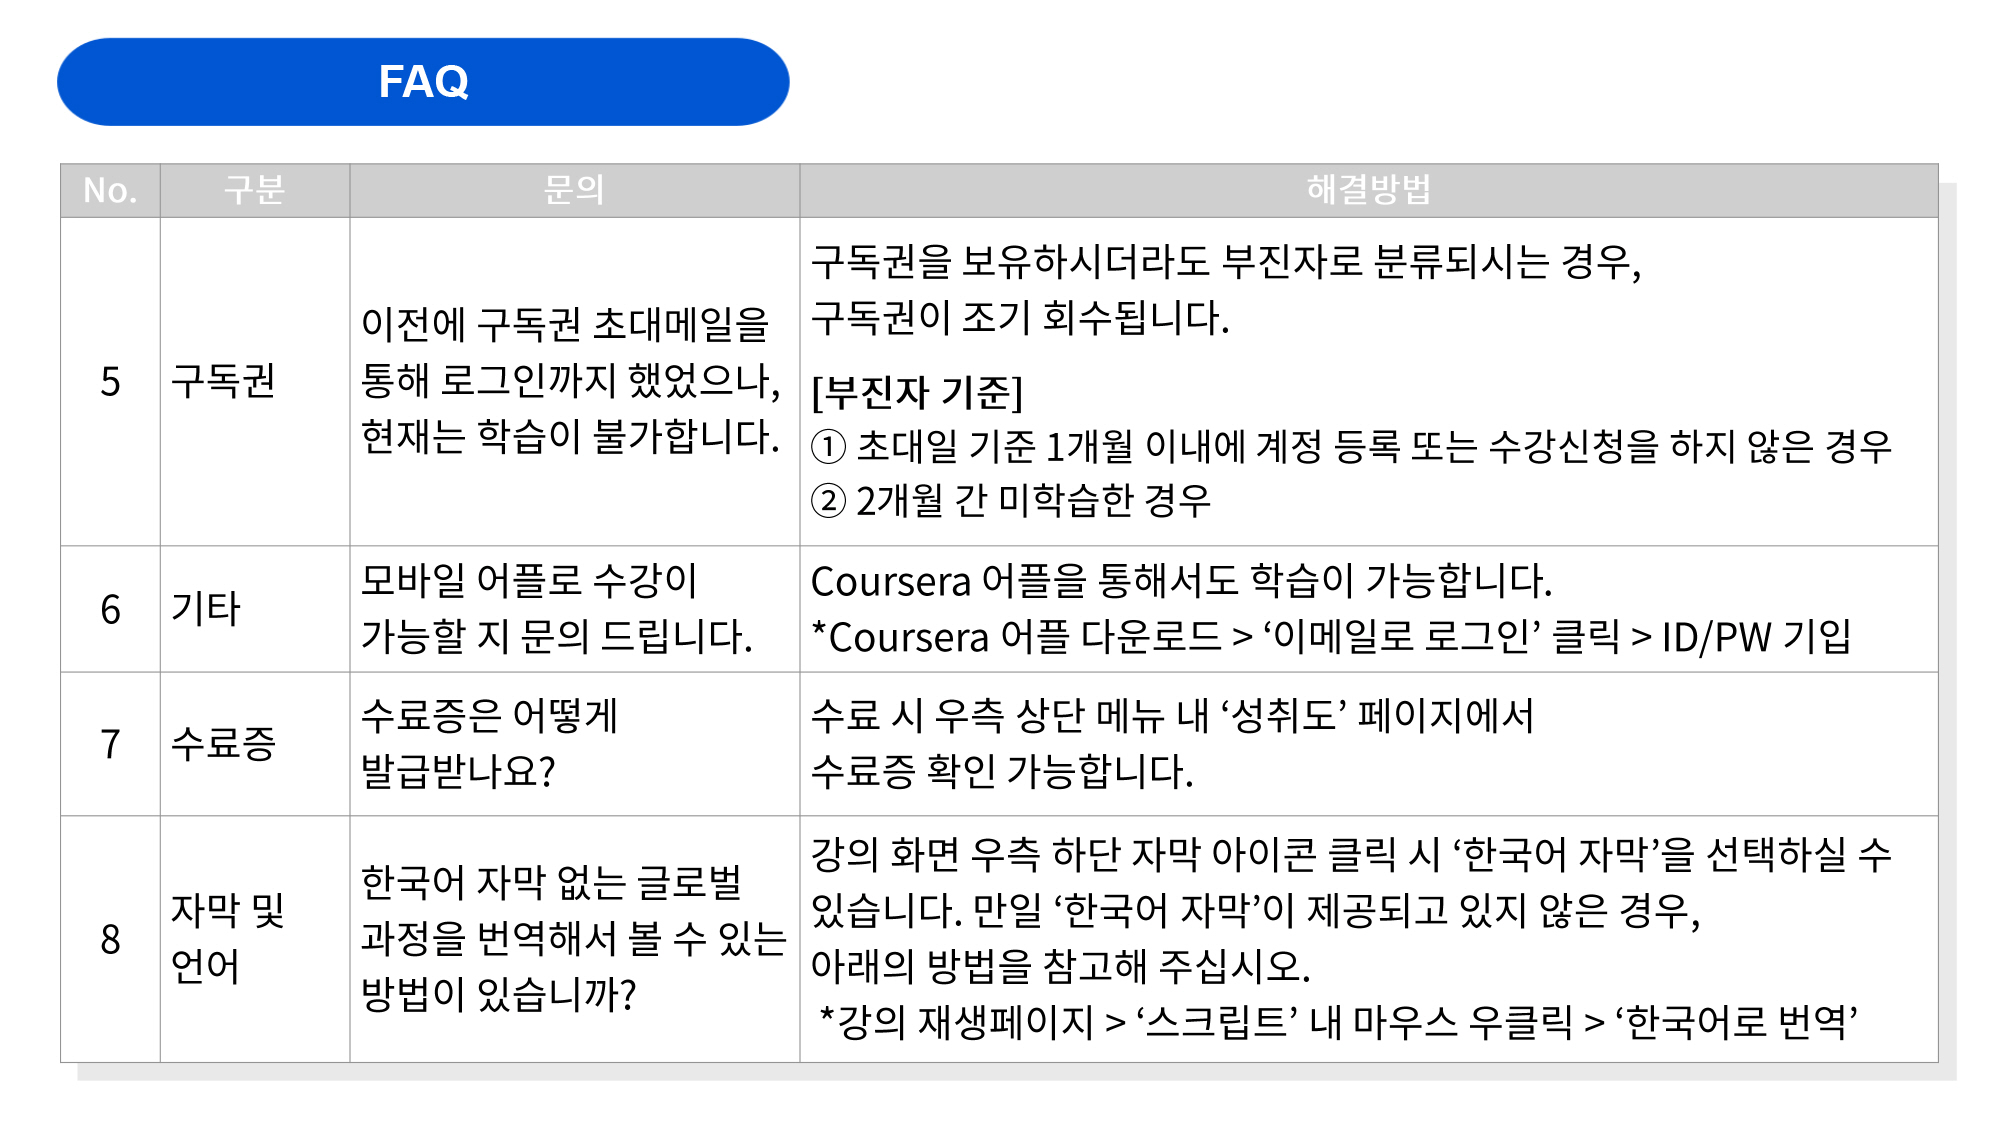 FAQ
No. 구분 문의 해결방법
5 구독권
이전에 구독권 초대메일을
통해 로그인까지 했었으나,
현재는 학습이 불가합니다.
구독권을 보유하시더라도 부진자로 분류되시는 경우,
구독권이 조기 회수됩니다.
[부진자 기준]
① 초대일 기준 1개월 이내에 계정 등록 또는 수강신청을 하지 않은 경우
② 2개월 간 미학습한 경우
6 기타
모바일 어플로 수강이
가능할 지 문의 드립니다.
Coursera 어플을 통해서도 학습이 가능합니다.
*Coursera 어플 다운로드 > ‘이메일로 로그인’ 클릭 > ID/PW 기입
7 수료증
수료증은 어떻게
발급받나요?
수료 시 우측 상단 메뉴 내 ‘성취도’ 페이지에서
수료증 확인 가능합니다.
8
자막 및
언어
한국어 자막 없는 글로벌
과정을 번역해서 볼 수 있는
방법이 있습니까?
강의 화면 우측 하단 자막 아이콘 클릭 시 ‘한국어 자막’을 선택하실 수
있습니다. 만일 ‘한국어 자막’이 제공되고 있지 않은 경우,
아래의 방법을 참고해 주십시오.
*강의 재생페이지 > ‘스크립트’ 내 마우스 우클릭 > ‘한국어로 번역’